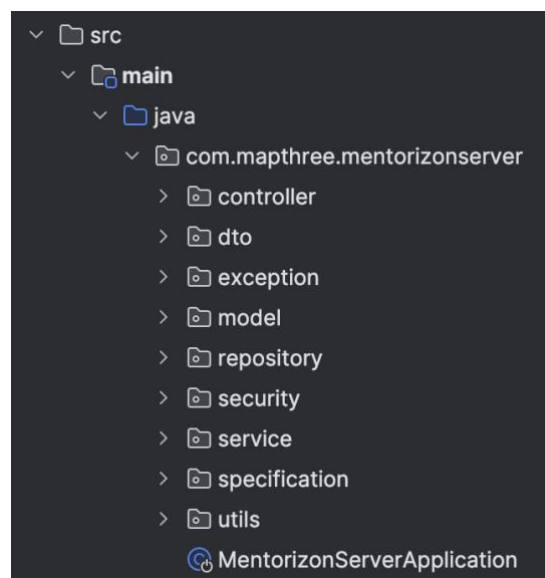 src
main
java
com.mapthree.mentorizonserver
controller
dto
exception
model
repository
security
service
specification
utils
MentorizonServerApplication